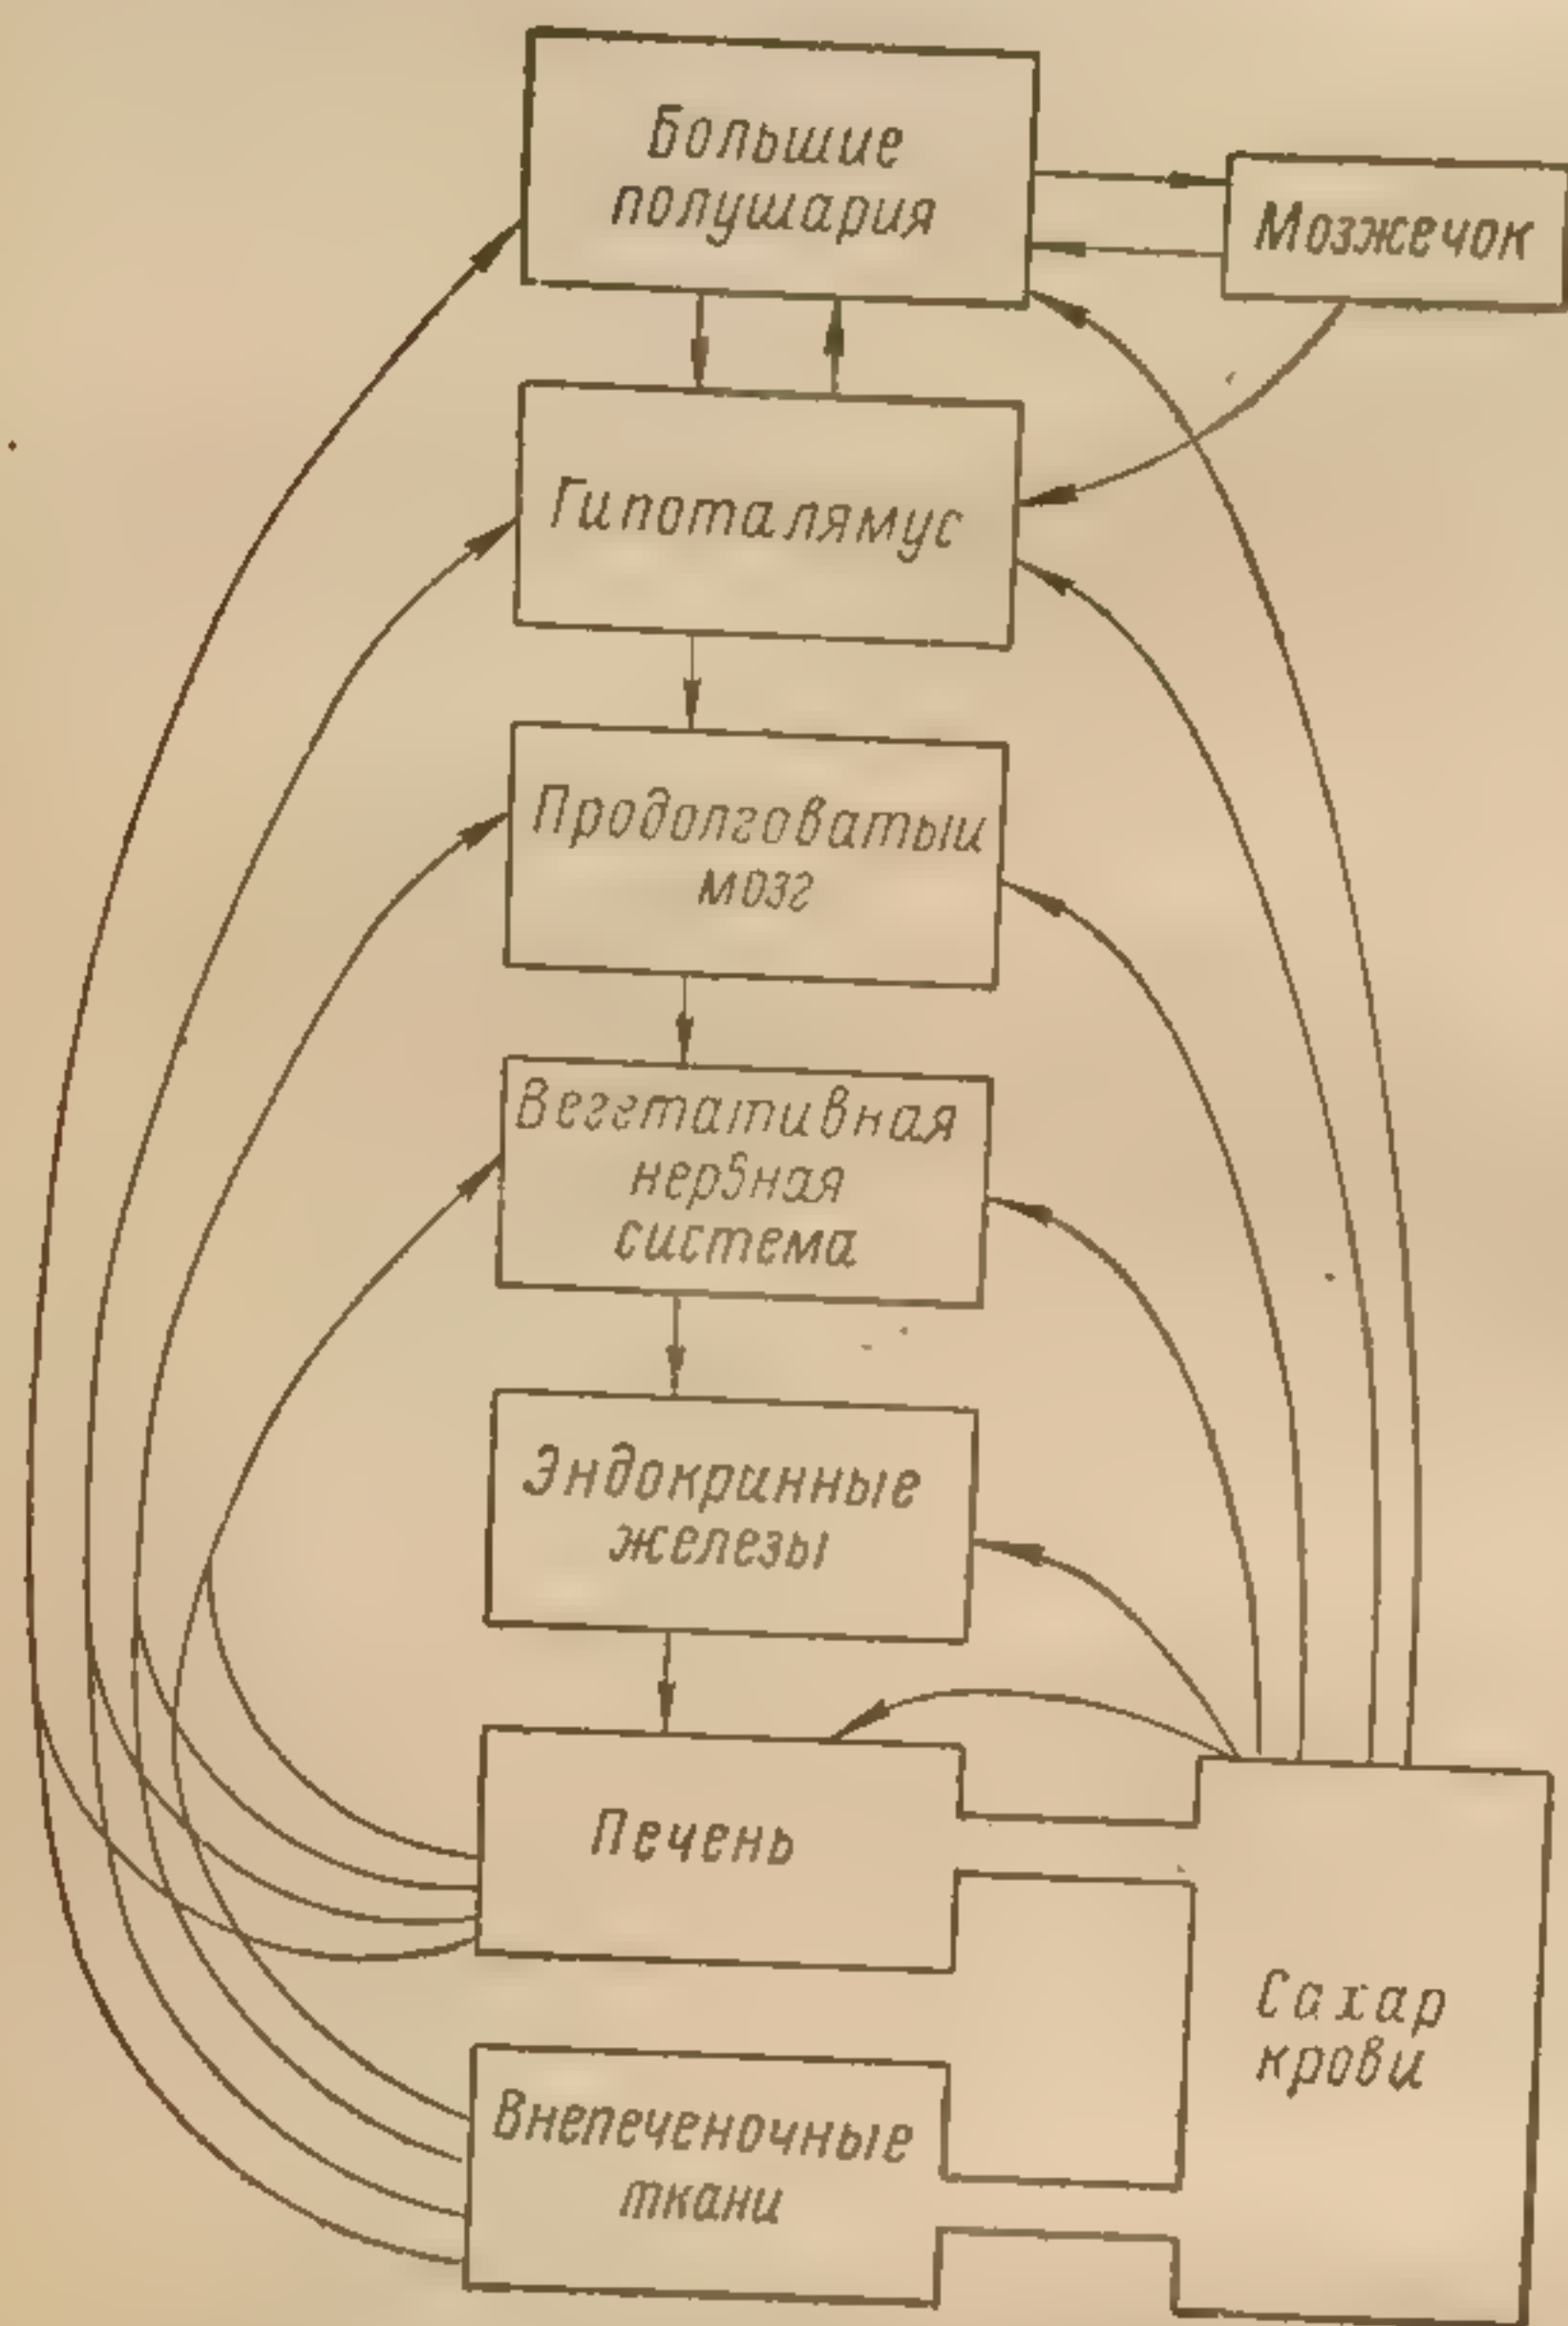 Большие
полушария
Мозжечок
Гипоталямус
Продолговатый
мозг
Вегетативная
нервная
система
Эндокринные
железы
Печень
Сахар
крови
Внепеченочные
ткани